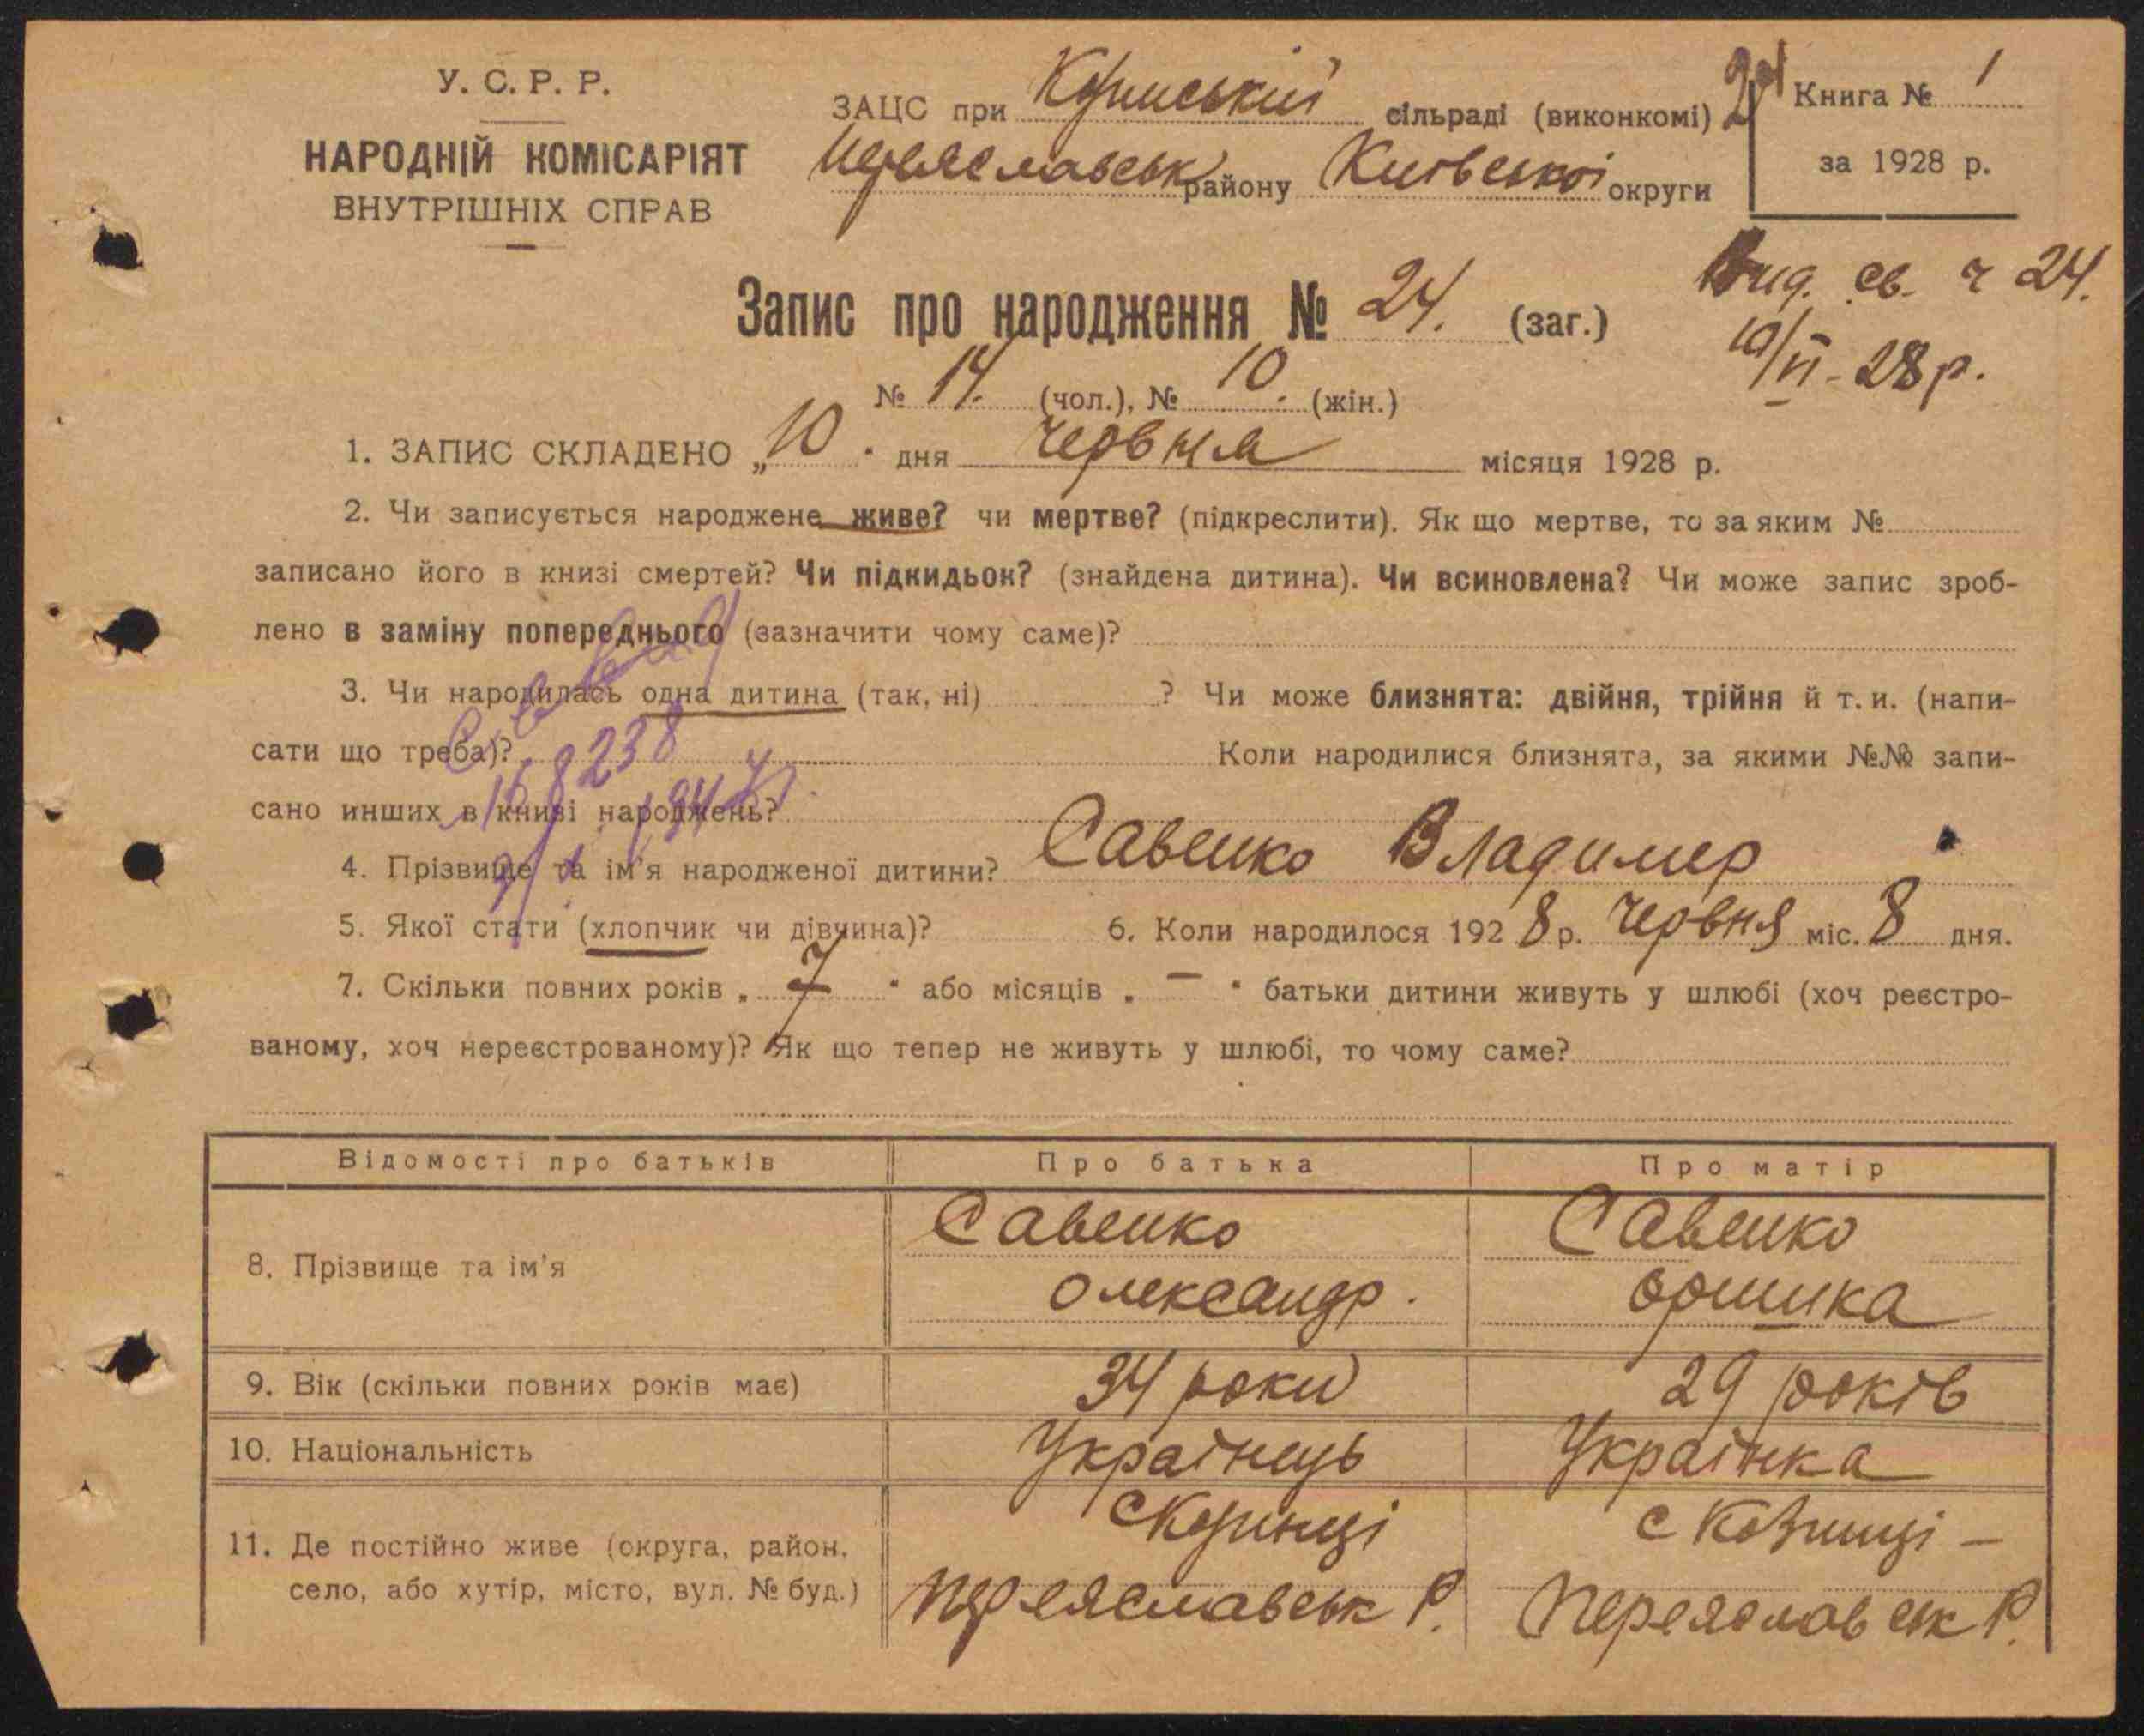 У. С. Р. Р.
НАРОДНІЙ КОМІСАРІЯТ
ВНУТРІШНІХ СПРАВ
ЗАЦС при сільраді (виконкомі)
Переяславськ району Київської округи
24
Книга № 1
за 1928 р.
Вид. св. ч 24.
10/VI - 28 р.
Запис про народження № 24. (заг.)
№ 14. (чол.), № 10. (жін.)
1. ЗАПИС СКЛАДЕНО „ 10 " дня червня місяця 1928 р.
2. Чи записується народжене живе? чи мертве? (підкреслити). Як що мертве, то за яким №
записано його в книзі смертей? Чи підкидьок? (знайдена дитина). Чи всиновлена? Чи може запис зроб-
лено в заміну попереднього (зазначити чому саме)?
3. Чи народилась одна дитина (так, ні) ? Чи може близнята: двійня, трійня й т. и. (напи-
сати що треба)? Коли народилися близнята, за якими №№ запи-
сано инших в книзі народжень?
4. Прізвище та ім'я народженої дитини? Савенко Владимер
5. Якої стати (хлопчик чи дівчина)? 6. Коли народилося 1928 р. червня міс. 8 дня.
7. Скільки повних років „ 7 " або місяців „ — " батьки дитини живуть у шлюбі (хоч реєстро-
ваному, хоч нереєстрованому)? Як що тепер не живуть у шлюбі, то чому саме?
Відомості про батьків Про батька Про матір
8. Прізвище та ім'я Савенко Олександр. Савенко Оришка
9. Вік (скільки повних років має) 34 роки 29 років
10. Національність Українець Українка
11. Де постійно живе (округа, район, село, або хутір, місто, вул. № буд.) с Козинці Переяславськ Р. с Козинці — Переяславськ Р.